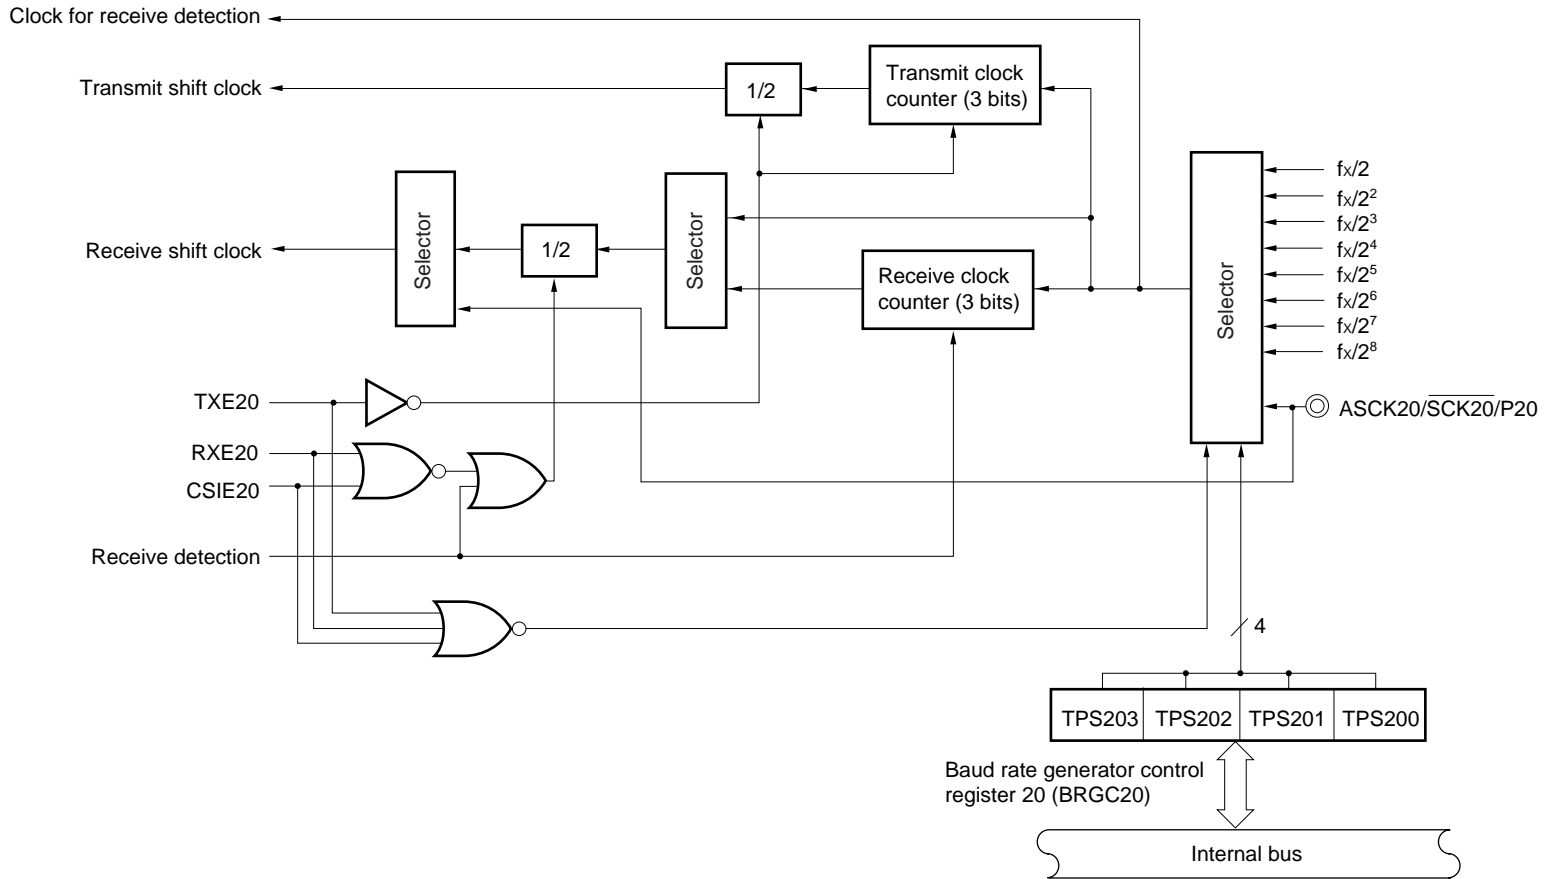 Clock for receive detection
Transmit shift clock
1/2
Transmit clock
counter (3 bits)
Selector
fX/2
fX/2²
fX/2³
fX/2⁴
fX/2⁵
fX/2⁶
fX/2⁷
fX/2⁸
Receive shift clock
Selector
1/2
Selector
Receive clock
counter (3 bits)
TXE20
ASCK20/S̅C̅K̅2̅0̅/P20
RXE20
CSIE20
Receive detection
4
TPS203 TPS202 TPS201 TPS200
Baud rate generator control
register 20 (BRGC20)
Internal bus